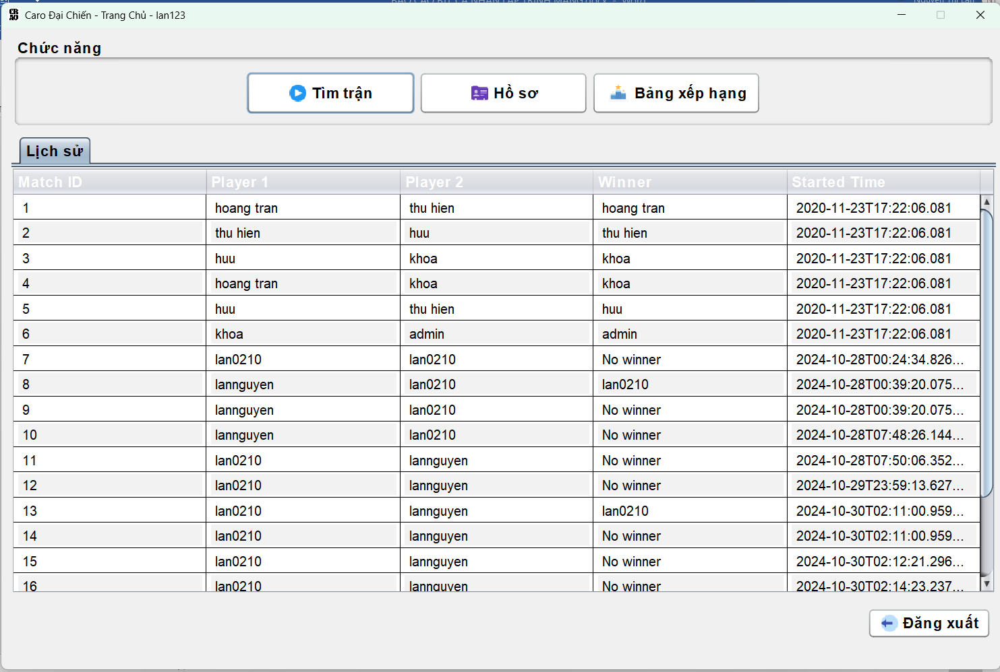 Caro Đại Chiến - Trang Chủ - lan123
Chức năng
Tìm trận Hồ sơ Bảng xếp hạng
Lịch sử
Match ID Player 1 Player 2 Winner Started Time
1 hoang tran thu hien hoang tran 2020-11-23T17:22:06.081
2 thu hien huu thu hien 2020-11-23T17:22:06.081
3 huu khoa khoa 2020-11-23T17:22:06.081
4 hoang tran khoa khoa 2020-11-23T17:22:06.081
5 huu thu hien huu 2020-11-23T17:22:06.081
6 khoa admin admin 2020-11-23T17:22:06.081
7 lan0210 lan0210 No winner 2024-10-28T00:24:34.826...
8 lannguyen lan0210 lan0210 2024-10-28T00:39:20.075...
9 lannguyen lan0210 No winner 2024-10-28T00:39:20.075...
10 lannguyen lan0210 No winner 2024-10-28T07:48:26.144...
11 lan0210 lannguyen No winner 2024-10-28T07:50:06.352...
12 lan0210 lannguyen No winner 2024-10-29T23:59:13.627...
13 lan0210 lannguyen lan0210 2024-10-30T02:11:00.959...
14 lan0210 lannguyen No winner 2024-10-30T02:11:00.959...
15 lan0210 lannguyen No winner 2024-10-30T02:12:21.296...
16 lan0210 lannguyen No winner 2024-10-30T02:14:23.237...
Đăng xuất